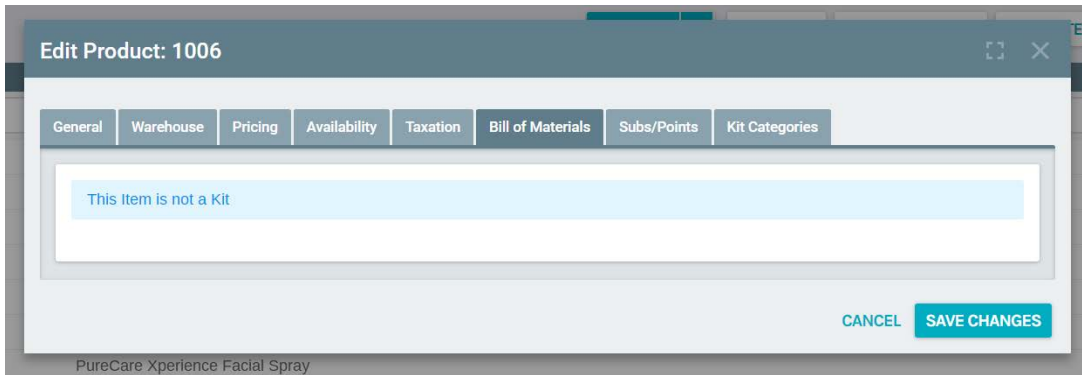 Edit Product: 1006
General Warehouse Pricing Availability Taxation Bill of Materials Subs/Points Kit Categories
This Item is not a Kit
CANCEL SAVE CHANGES
PureCare Xperience Facial Spray